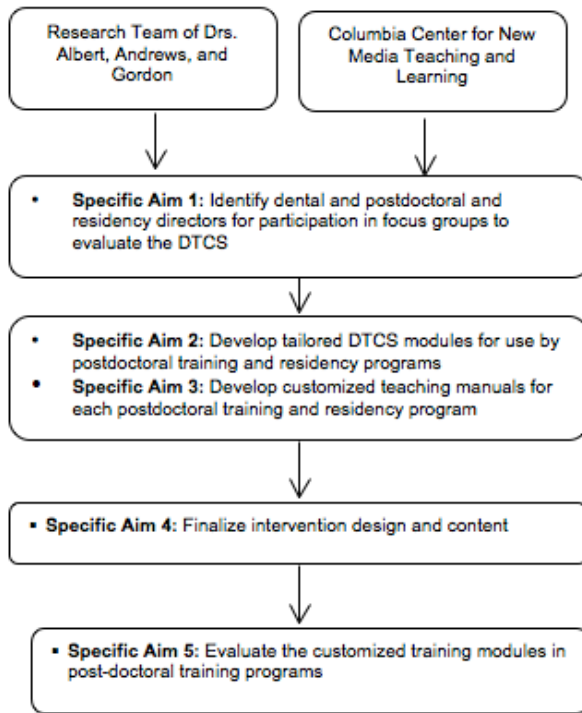 Research Team of Drs.
Albert, Andrews, and
Gordon
Columbia Center for New
Media Teaching and
Learning
• Specific Aim 1: Identify dental and postdoctoral and
residency directors for participation in focus groups to
evaluate the DTCS
• Specific Aim 2: Develop tailored DTCS modules for use by
postdoctoral training and residency programs
• Specific Aim 3: Develop customized teaching manuals for
each postdoctoral training and residency program
▪ Specific Aim 4: Finalize intervention design and content
▪ Specific Aim 5: Evaluate the customized training modules in
post-doctoral training programs